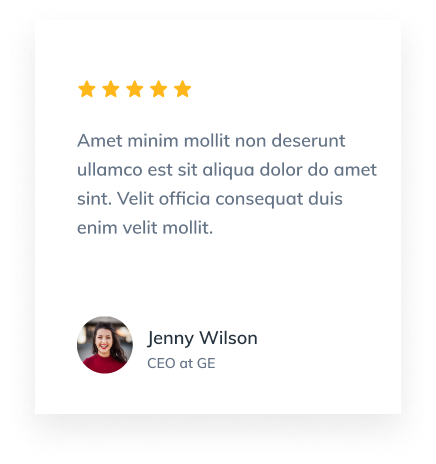 Amet minim mollit non deserunt
ullamco est sit aliqua dolor do amet
sint. Velit officia consequat duis
enim velit mollit.
Jenny Wilson
CEO at GE